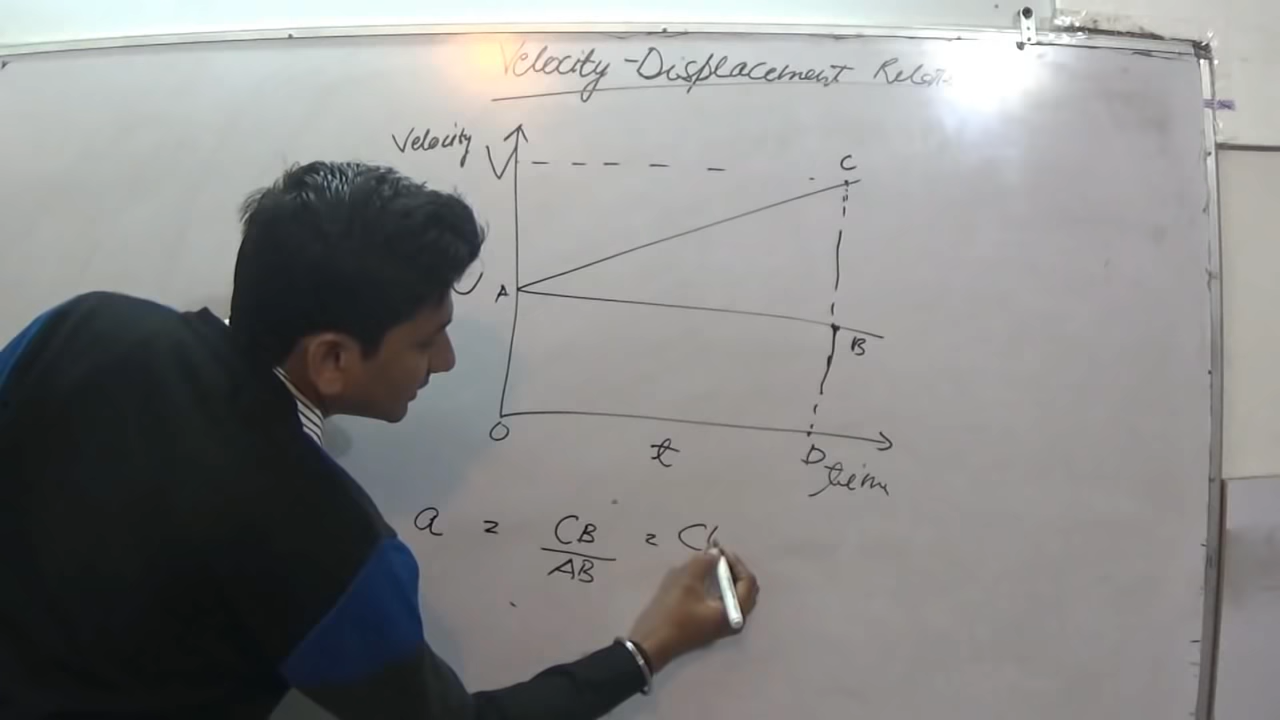 Velocity-Displacement Relat
Velocity
V
C
U
A
B
O
t
D
time
a = CB/AB = C